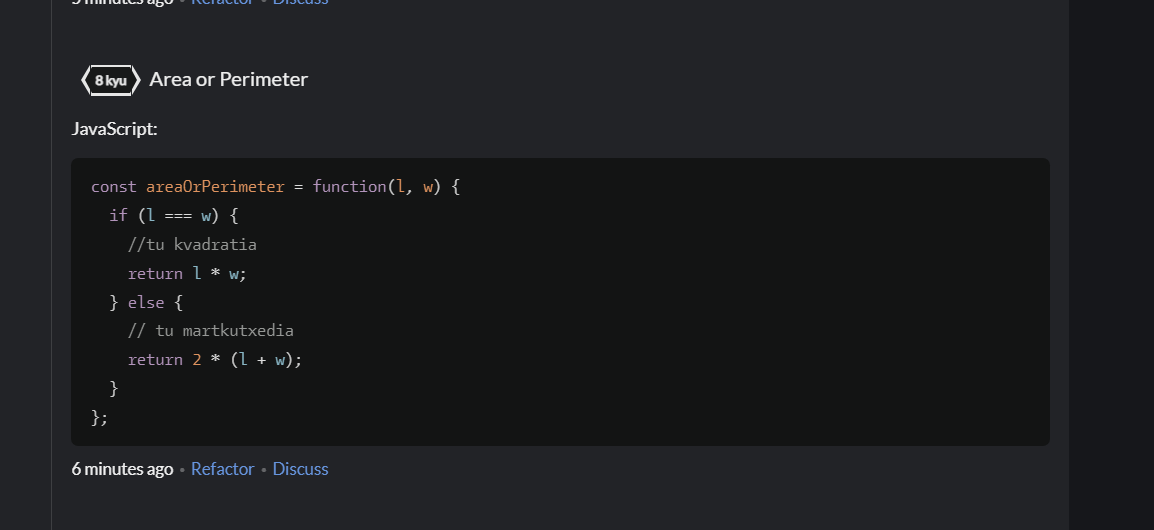 5 minutes ago • Refactor • Discuss
8 kyu Area or Perimeter
JavaScript:
const areaOrPerimeter = function(l, w) {
  if (l === w) {
    //tu kvadratia
    return l * w;
  } else {
    // tu martkutxedia
    return 2 * (l + w);
  }
};
6 minutes ago • Refactor • Discuss